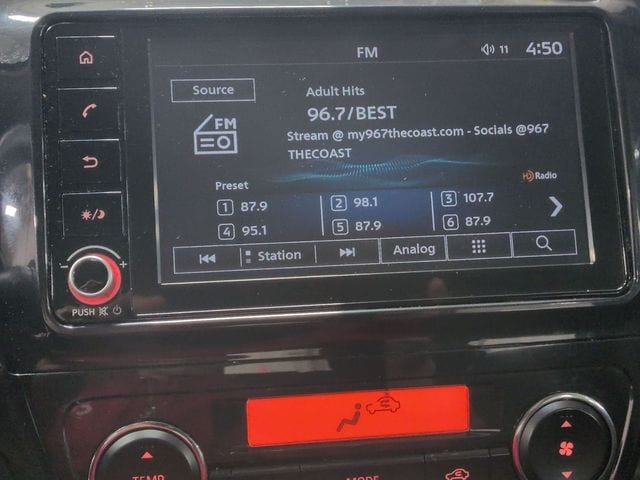 FM 11 4:50
Source
Adult Hits
96.7/BEST
FM
Stream @ my967thecoast.com - Socials @967
THECOAST
HD Radio
Preset
1 87.9 2 98.1 3 107.7
4 95.1 5 87.9 6 87.9
Station Analog
PUSH
TEMP MODE